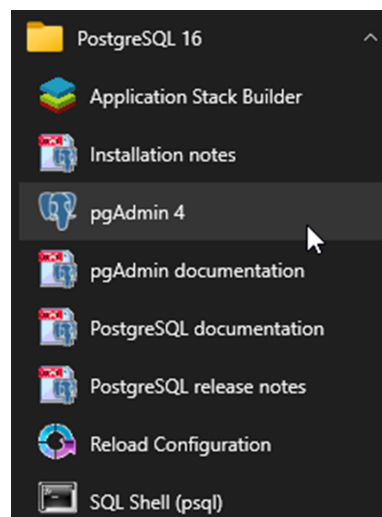 PostgreSQL 16
Application Stack Builder
Installation notes
pgAdmin 4
pgAdmin documentation
PostgreSQL documentation
PostgreSQL release notes
Reload Configuration
SQL Shell (psql)